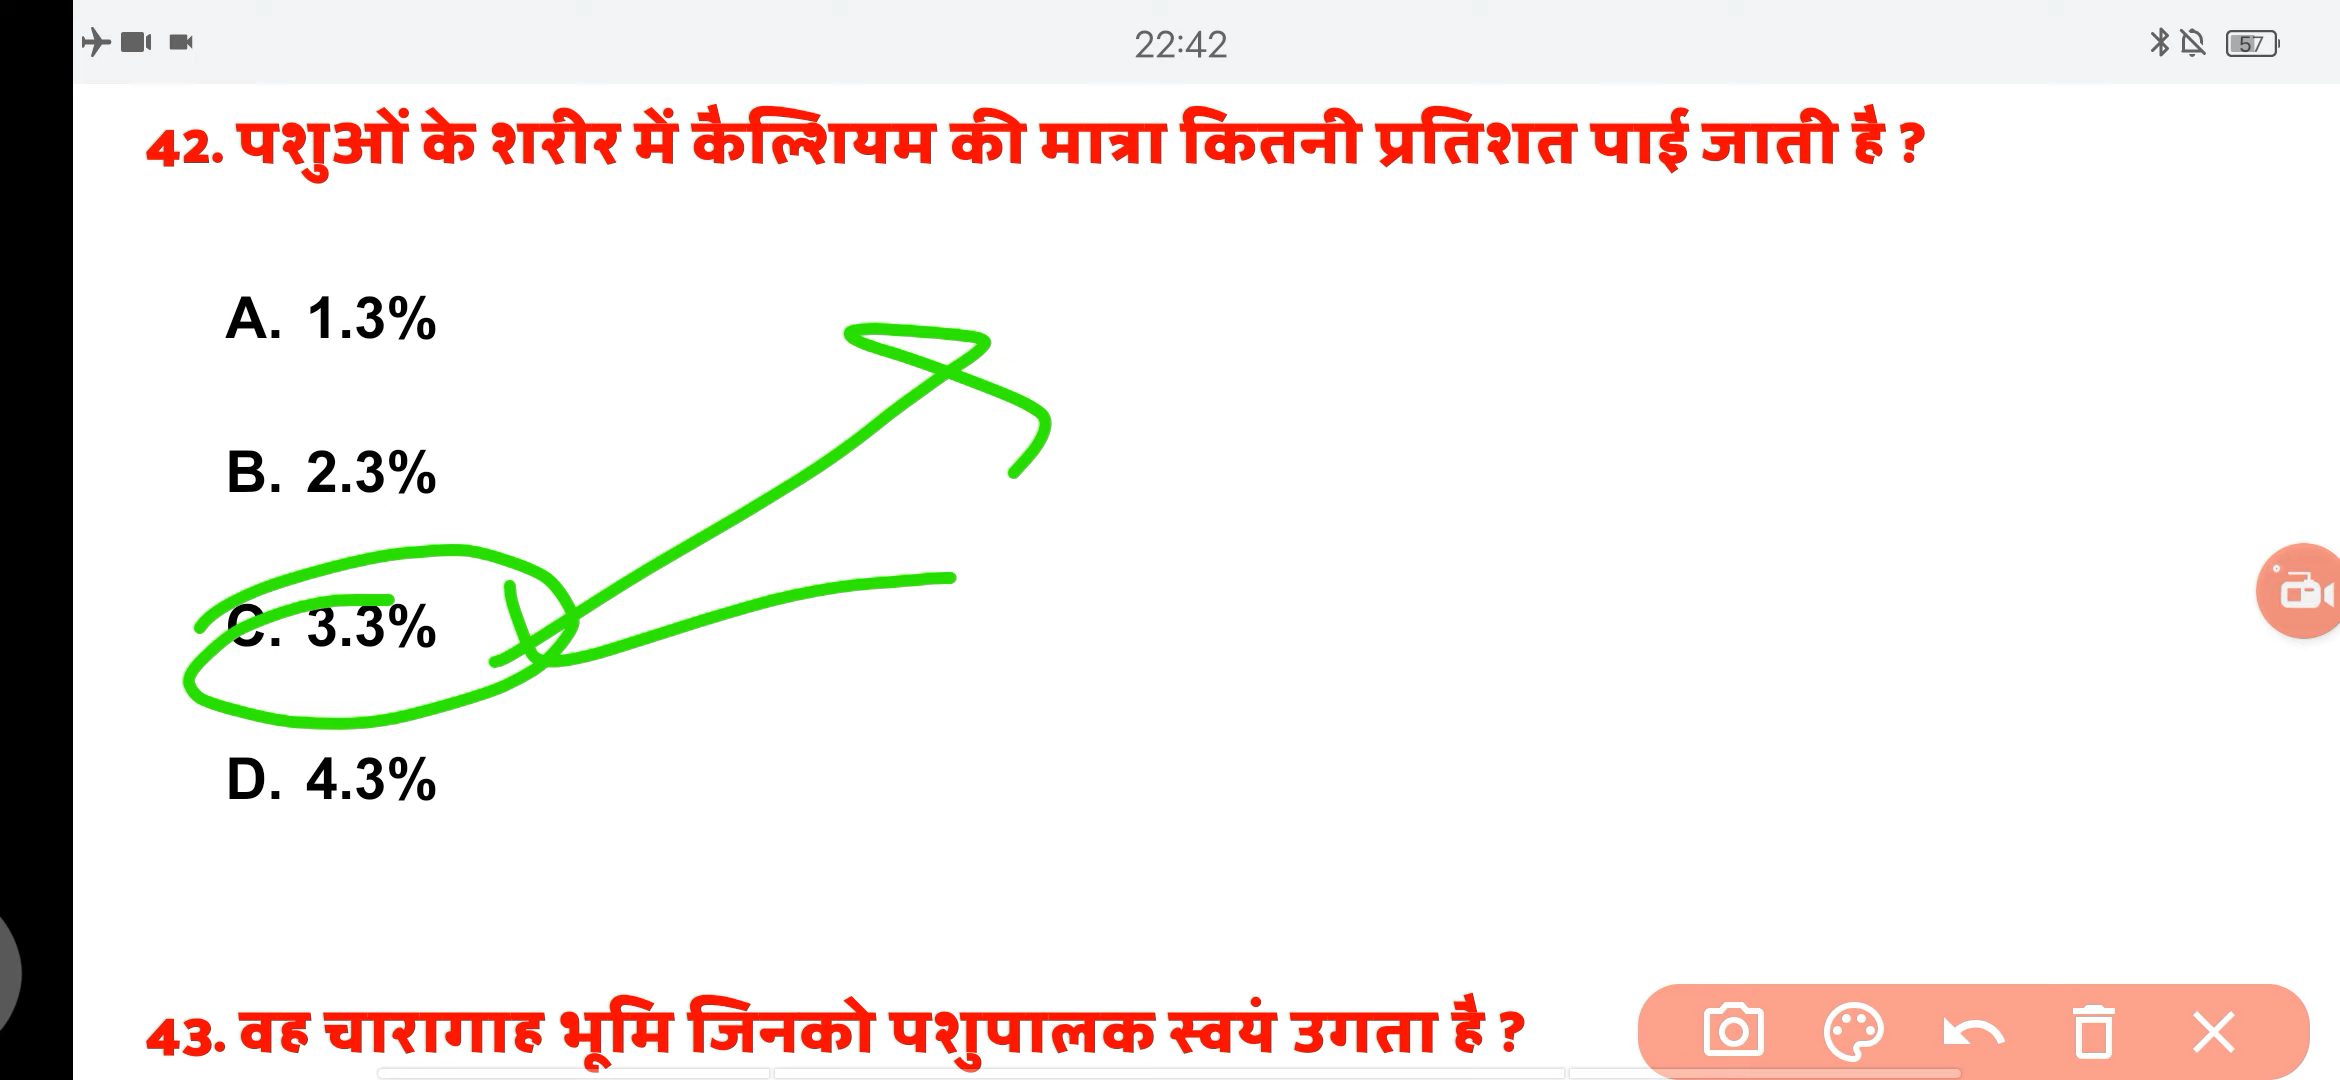 22:42
57
42. पशुओं के शरीर में कैल्शियम की मात्रा कितनी प्रतिशत पाई जाती है ?
A. 1.3%
B. 2.3%
C. 3.3%
D. 4.3%
43. वह चारागाह भूमि जिनको पशुपालक स्वयं उगता है ?